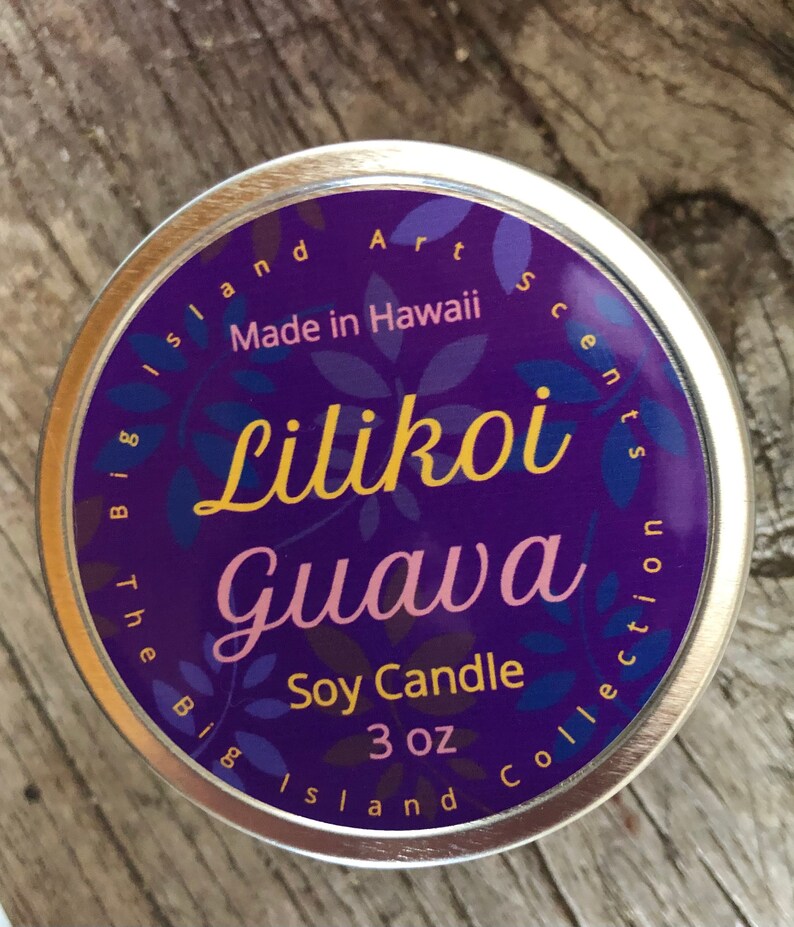 Big Island Art Scents
Made in Hawaii
Lilikoi
Guava
Soy Candle
3 oz
The Big Island Collection